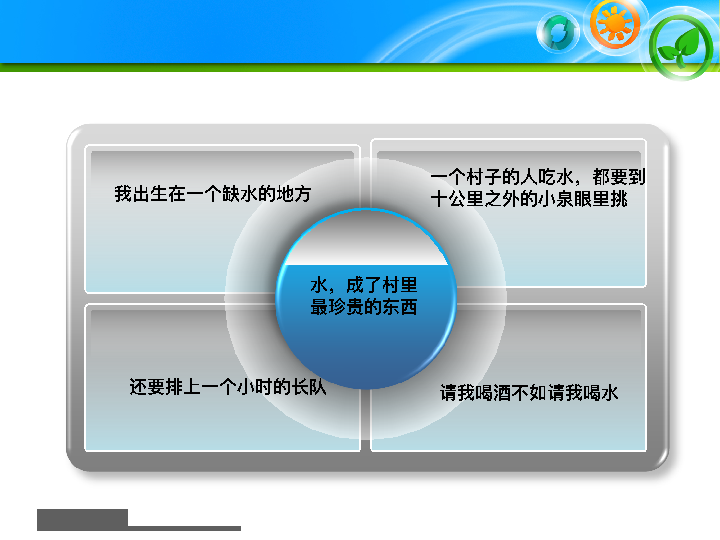 我出生在一个缺水的地方
一个村子的人吃水，都要到
十公里之外的小泉眼里挑
水，成了村里
最珍贵的东西
还要排上一个小时的长队
请我喝酒不如请我喝水